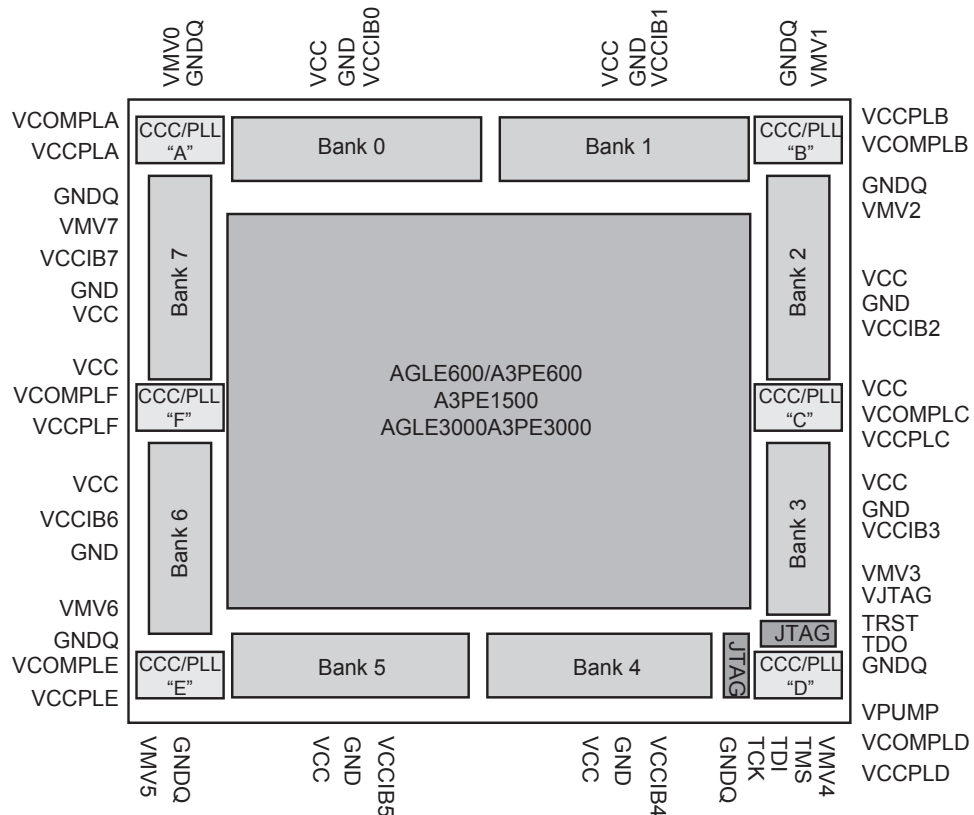 VMV0
GNDQ
VCC
GND
VCCIB0
VCC
GND
VCCIB1
GNDQ
VMV1
VCOMPLA
VCCPLA
GNDQ
VMV7
VCCIB7
GND
VCC
VCC
VCOMPLF
VCCPLF
VCC
VCCIB6
GND
VMV6
GNDQ
VCOMPLE
VCCPLE
CCC/PLL
“A”
Bank 0
Bank 1
CCC/PLL
“B”
Bank 7
Bank 2
AGLE600/A3PE600
A3PE1500
AGLE3000A3PE3000
CCC/PLL
“F”
CCC/PLL
“C”
Bank 6
Bank 3
JTAG
CCC/PLL
“E”
Bank 5
Bank 4
JTAG
CCC/PLL
“D”
VCCPLB
VCOMPLB
GNDQ
VMV2
VCC
GND
VCCIB2
VCC
VCOMPLC
VCCPLC
VCC
GND
VCCIB3
VMV3
VJTAG
TRST
TDO
GNDQ
VPUMP
VCOMPLD
VCCPLD
VMV5
GNDQ
VCC
GND
VCCIB5
VCC
GND
VCCIB4
GNDQ
TCK
TDI
TMS
VMV4